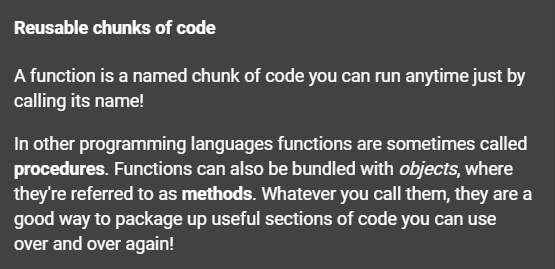 Reusable chunks of code
A function is a named chunk of code you can run anytime just by
calling its name!
In other programming languages functions are sometimes called
procedures. Functions can also be bundled with objects, where
they're referred to as methods. Whatever you call them, they are a
good way to package up useful sections of code you can use
over and over again!